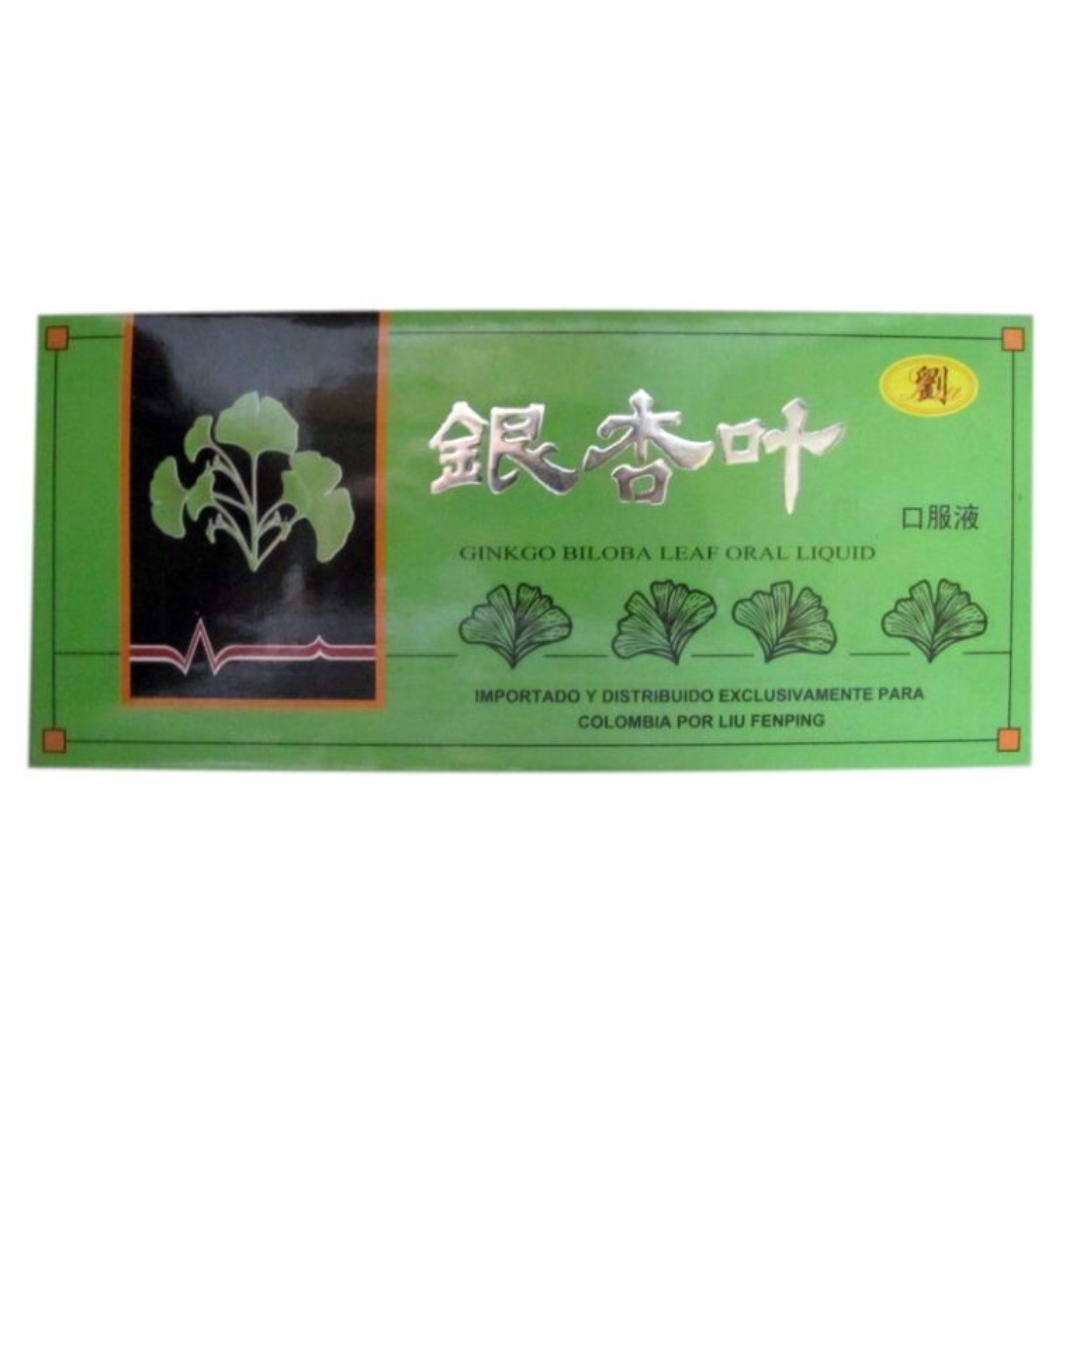 劉
銀杏叶
口服液
GINKGO BILOBA LEAF ORAL LIQUID
IMPORTADO Y DISTRIBUIDO EXCLUSIVAMENTE PARA
COLOMBIA POR LIU FENPING